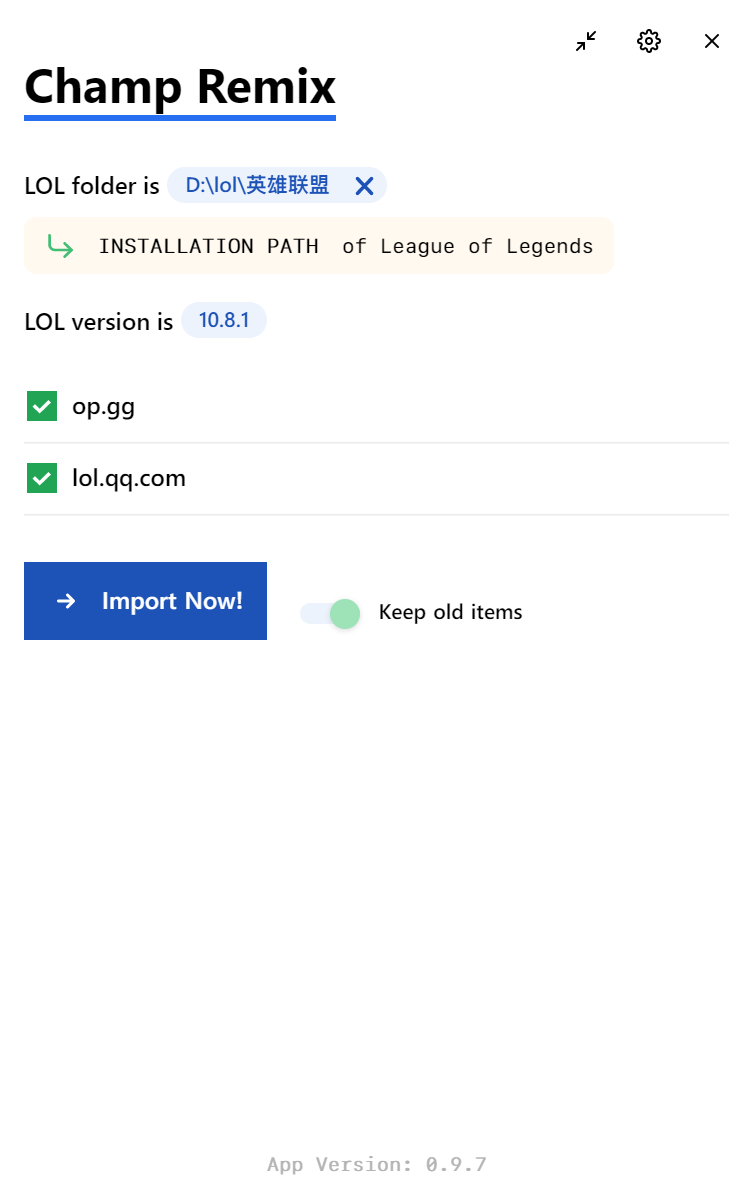 Champ Remix
LOL folder is D:\lol\英雄联盟
INSTALLATION PATH of League of Legends
LOL version is 10.8.1
op.gg
lol.qq.com
Import Now! Keep old items
App Version: 0.9.7